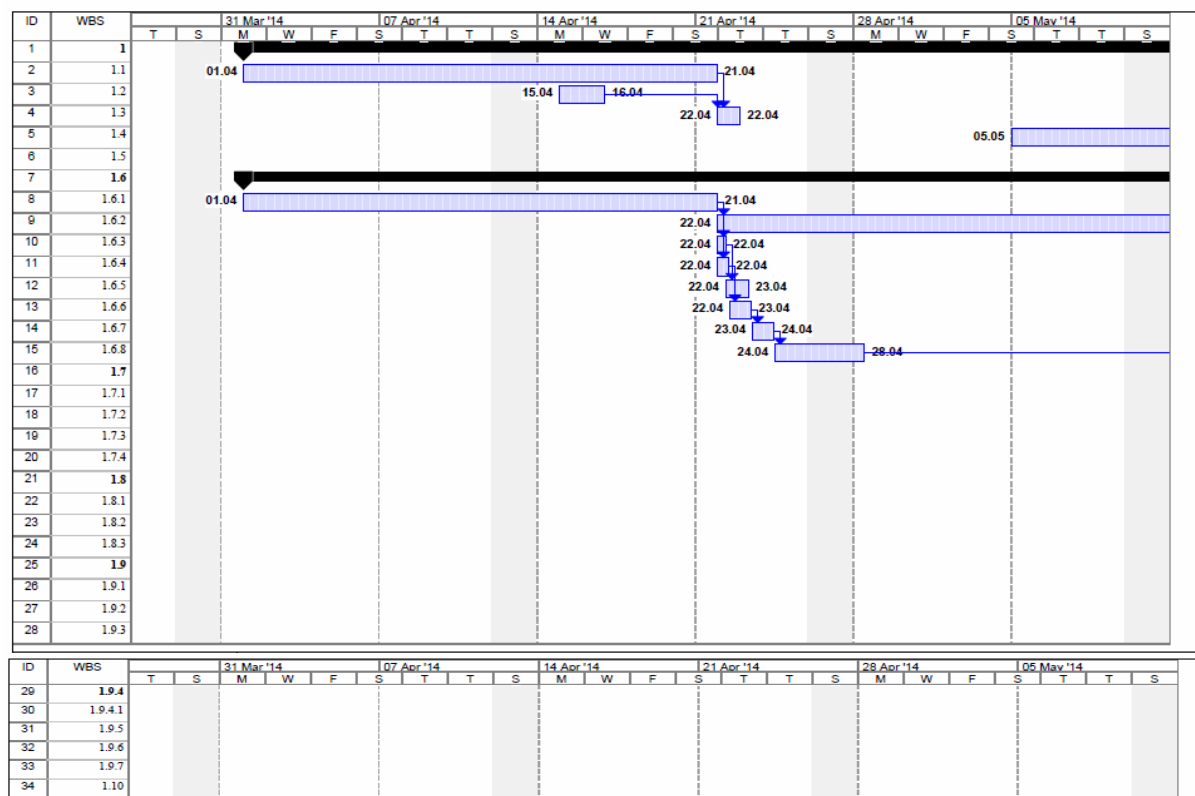 ID WBS 31 Mar '14 07 Apr '14 14 Apr '14 21 Apr '14 28 Apr '14 05 May '14
T S M W F S T T S M W F S T T S M W F S T T S
1 1
2 1.1 01.04 21.04
3 1.2 15.04 16.04
4 1.3 22.04 22.04
5 1.4 05.05
6 1.5
7 1.6
8 1.6.1 01.04 21.04
9 1.6.2 22.04
10 1.6.3 22.04 22.04
11 1.6.4 22.04 22.04
12 1.6.5 22.04 23.04
13 1.6.6 22.04 23.04
14 1.6.7 23.04 24.04
15 1.6.8 24.04 28.04
16 1.7
17 1.7.1
18 1.7.2
19 1.7.3
20 1.7.4
21 1.8
22 1.8.1
23 1.8.2
24 1.8.3
25 1.9
26 1.9.1
27 1.9.2
28 1.9.3
ID WBS 31 Mar '14 07 Apr '14 14 Apr '14 21 Apr '14 28 Apr '14 05 May '14
T S M W F S T T S M W F S T T S M W F S T T S
29 1.9.4
30 1.9.4.1
31 1.9.5
32 1.9.6
33 1.9.7
34 1.10